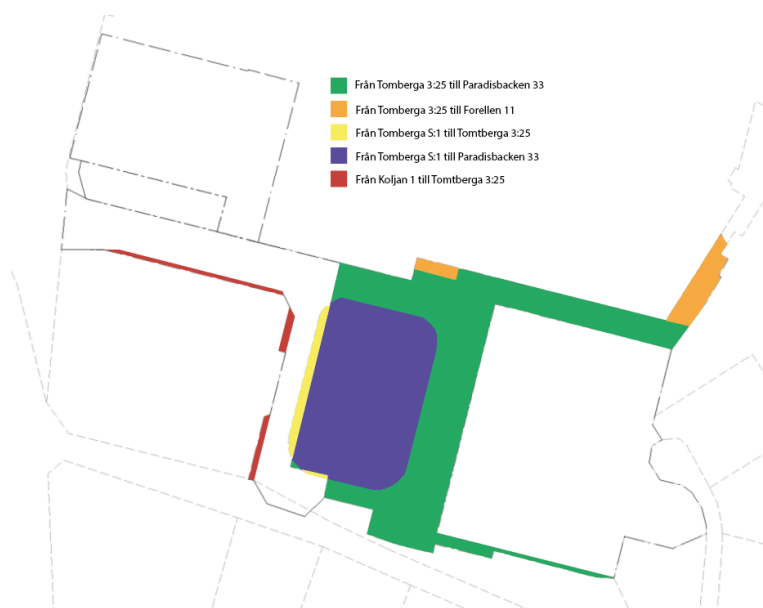 Från Tomberga 3:25 till Paradisbacken 33
Från Tomberga 3:25 till Forellen 11
Från Tomberga S:1 till Tomtberga 3:25
Från Tomberga S:1 till Paradisbacken 33
Från Koljan 1 till Tomtberga 3:25